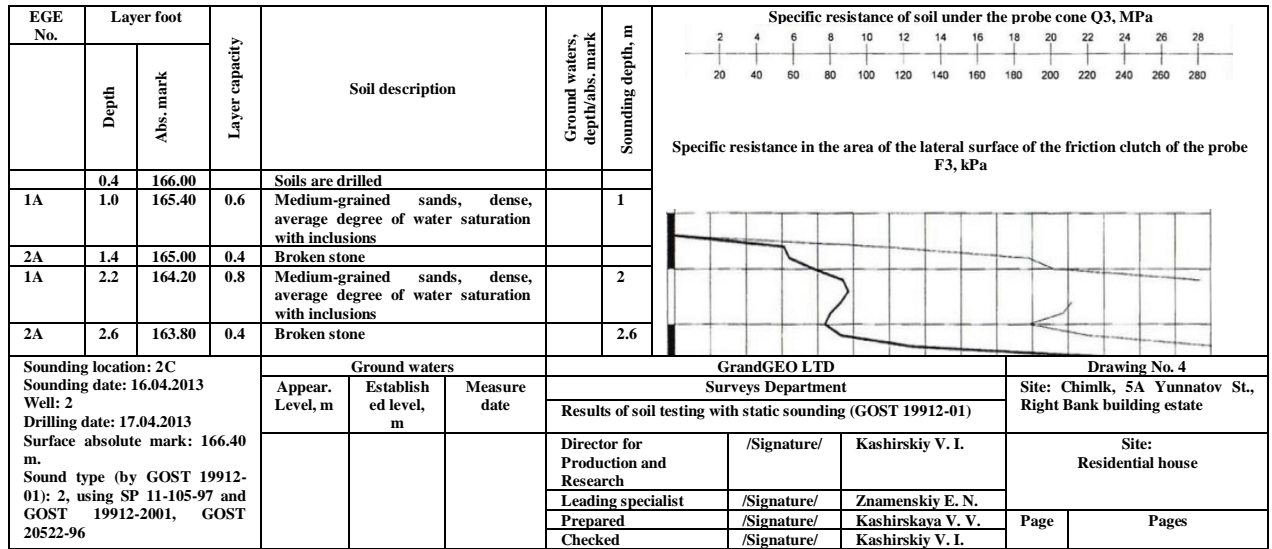 EGE No.
Layer foot
Depth
Abs. mark
Layer capacity
Soil description
Ground waters, depth/abs. mark
Sounding depth, m
Specific resistance of soil under the probe cone Q3, MPa
2 4 6 8 10 12 14 16 18 20 22 24 26 28
20 40 60 80 100 120 140 160 180 200 220 240 260 280
Specific resistance in the area of the lateral surface of the friction clutch of the probe
F3, kPa
0.4 166.00 Soils are drilled
1A 1.0 165.40 0.6 Medium-grained sands, dense, 1
average degree of water saturation
with inclusions
2A 1.4 165.00 0.4 Broken stone
1A 2.2 164.20 0.8 Medium-grained sands, dense, 2
average degree of water saturation
with inclusions
2A 2.6 163.80 0.4 Broken stone 2.6
Sounding location: 2C
Sounding date: 16.04.2013
Well: 2
Drilling date: 17.04.2013
Surface absolute mark: 166.40
m.
Sound type (by GOST 19912-
01): 2, using SP 11-105-97 and
GOST 19912-2001, GOST
20522-96
Ground waters
Appear. Level, m
Establish
ed level,
m
Measure date
GrandGEO LTD
Surveys Department
Results of soil testing with static sounding (GOST 19912-01)
Director for
Production and
Research
/Signature/ Kashirskiy V. I.
Leading specialist /Signature/ Znamenskiy E. N.
Prepared /Signature/ Kashirskaya V. V.
Checked /Signature/ Kashirskiy V. I.
Drawing No. 4
Site: Chimlk, 5A Yunnatov St.,
Right Bank building estate
Site:
Residential house
Page Pages